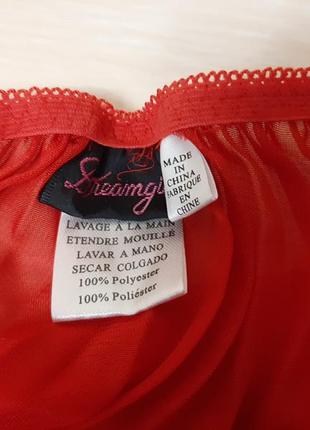 Dreamgi
MADE
IN
CHINA
FABRIQUE
EN
CHINE
LAVAGE À LA MAIN
ETENDRE MOUILLÉ
LAVAR A MANO
SECAR COLGADO
100% Polyester
100% Poliéster